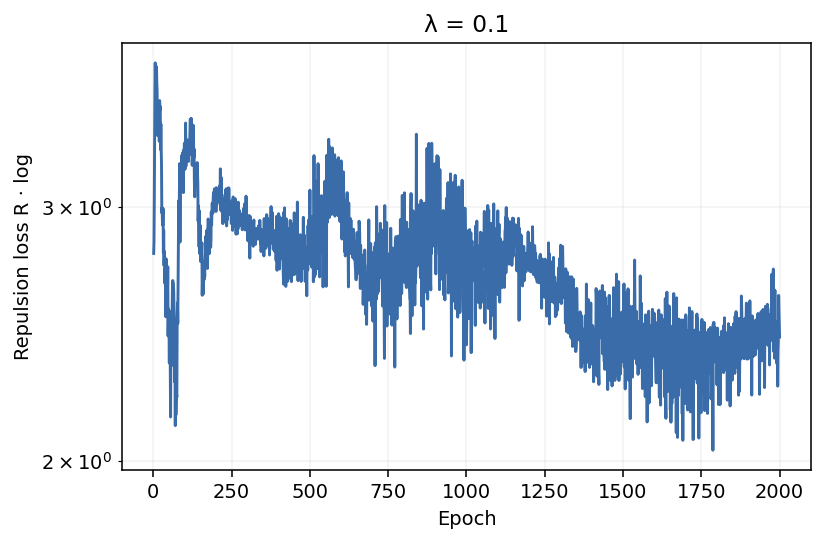 λ = 0.1
Repulsion loss R · log
3 × 10⁰
2 × 10⁰
0 250 500 750 1000 1250 1500 1750 2000
Epoch